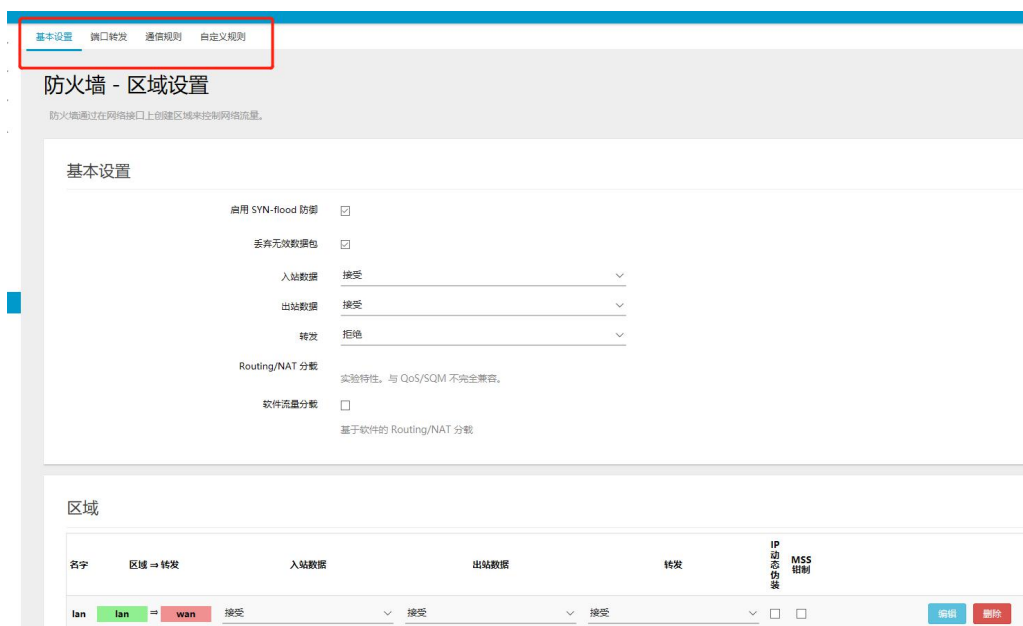 基本设置 端口转发 通信规则 自定义规则
防火墙 - 区域设置
防火墙通过在网络接口上创建区域来控制网络流量。
基本设置
启用 SYN-flood 防御
丢弃无效数据包
入站数据 接受
出站数据 接受
转发 拒绝
Routing/NAT 分载
实验特性。与 QoS/SQM 不完全兼容。
软件流量分载
基于软件的 Routing/NAT 分载
区域
名字 区域 ⇒ 转发 入站数据 出站数据 转发 IP动态伪装 MSS钳制
lan lan ⇒ wan 接受 接受 接受 编辑 删除